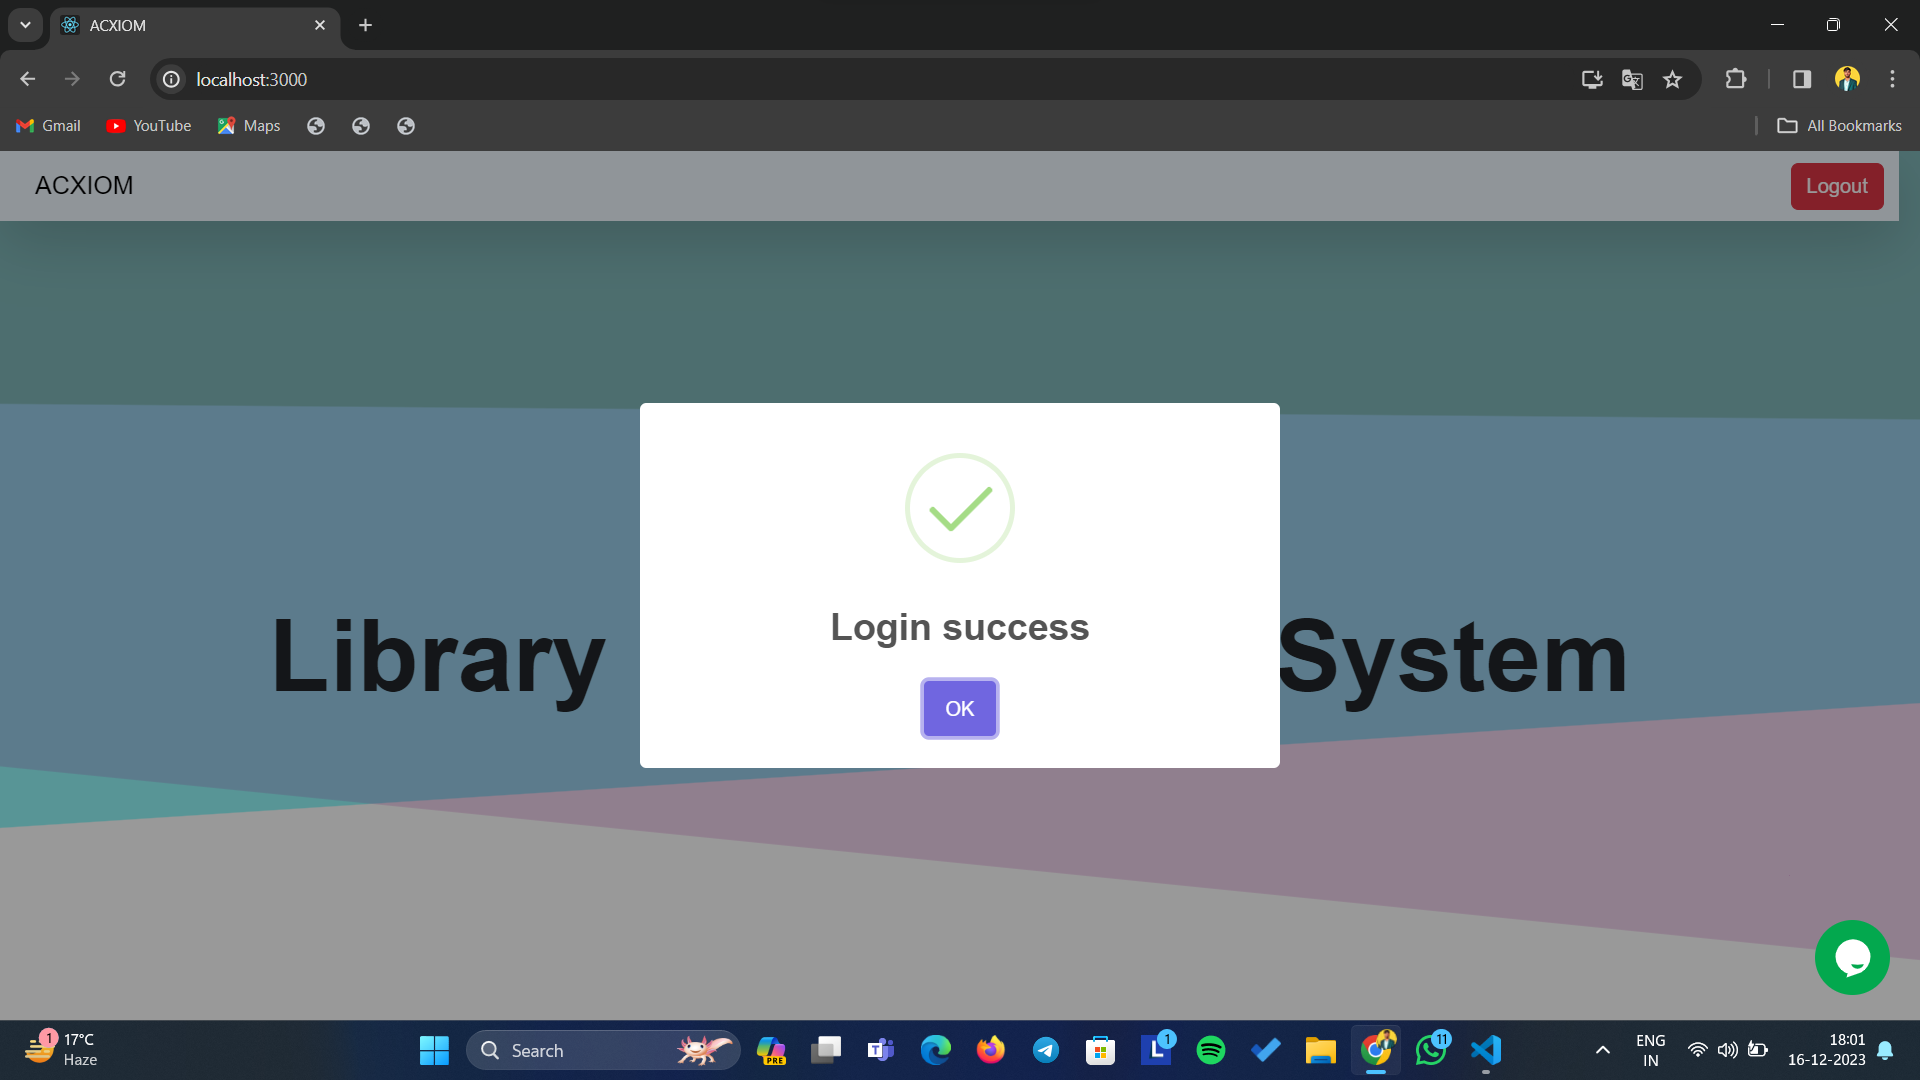 ACXIOM
localhost:3000
Gmail
YouTube
Maps
All Bookmarks
ACXIOM
Logout
Library
System
Login success
OK
1
17°C
Haze
Search
PRE
T
L
1
11
ENG
IN
18:01
16-12-2023